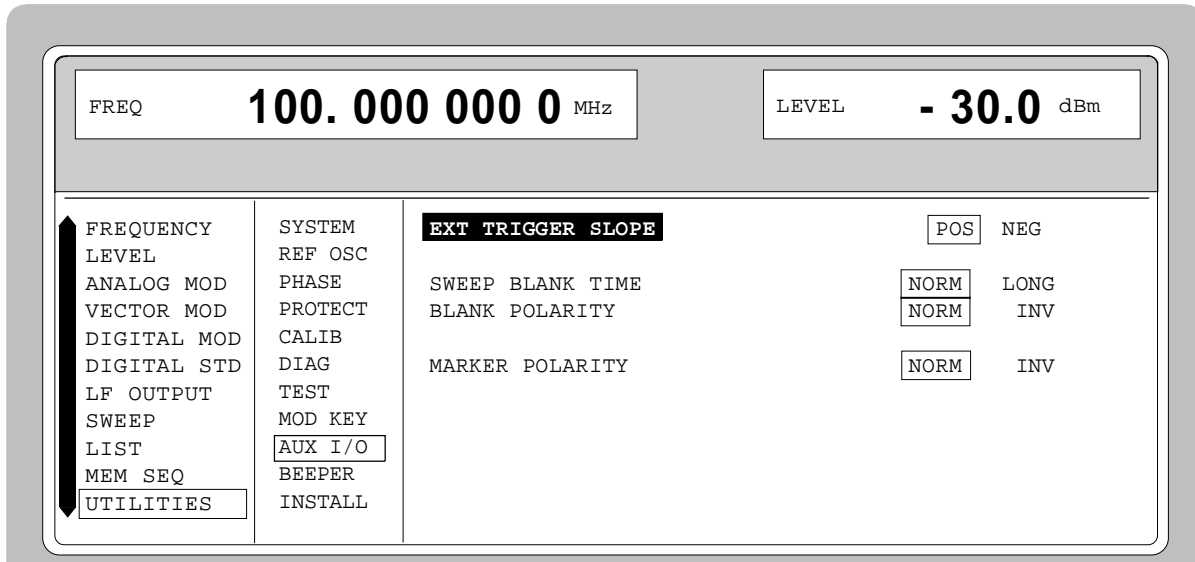 FREQ 100. 000 000 0 MHz LEVEL - 30.0 dBm
FREQUENCY SYSTEM EXT TRIGGER SLOPE POS NEG
LEVEL REF OSC
ANALOG MOD PHASE SWEEP BLANK TIME NORM LONG
VECTOR MOD PROTECT BLANK POLARITY NORM INV
DIGITAL MOD CALIB
DIGITAL STD DIAG MARKER POLARITY NORM INV
LF OUTPUT TEST
SWEEP MOD KEY
LIST AUX I/O
MEM SEQ BEEPER
UTILITIES INSTALL